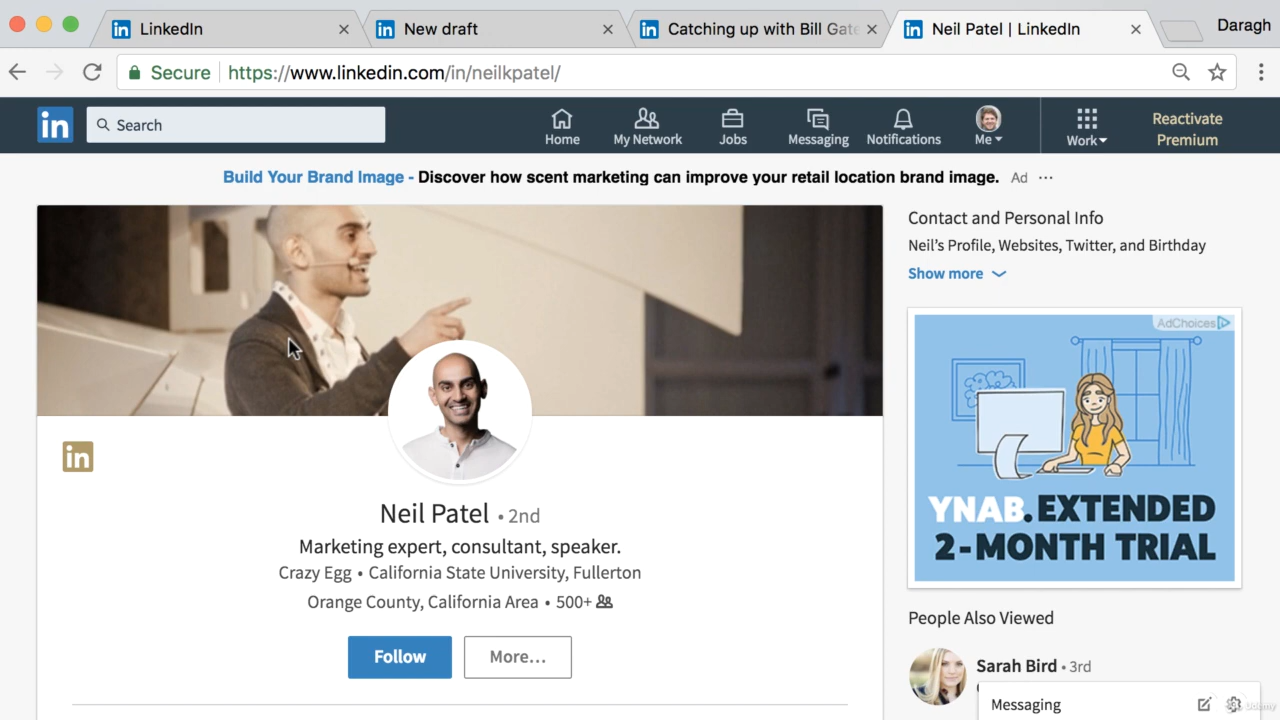 LinkedIn
New draft
Catching up with Bill Gate
Neil Patel | LinkedIn
Daragh
Secure
https://www.linkedin.com/in/neilkpatel/
in
Search
Home
My Network
Jobs
Messaging
Notifications
Me
Work
Reactivate
Premium
Build Your Brand Image - Discover how scent marketing can improve your retail location brand image. Ad ···
Contact and Personal Info
Neil's Profile, Websites, Twitter, and Birthday
Show more
AdChoices
YNAB. EXTENDED
2-MONTH TRIAL
in
Neil Patel • 2nd
Marketing expert, consultant, speaker.
Crazy Egg • California State University, Fullerton
Orange County, California Area • 500+
Follow
More...
People Also Viewed
Sarah Bird • 3rd
Messaging
Udemy